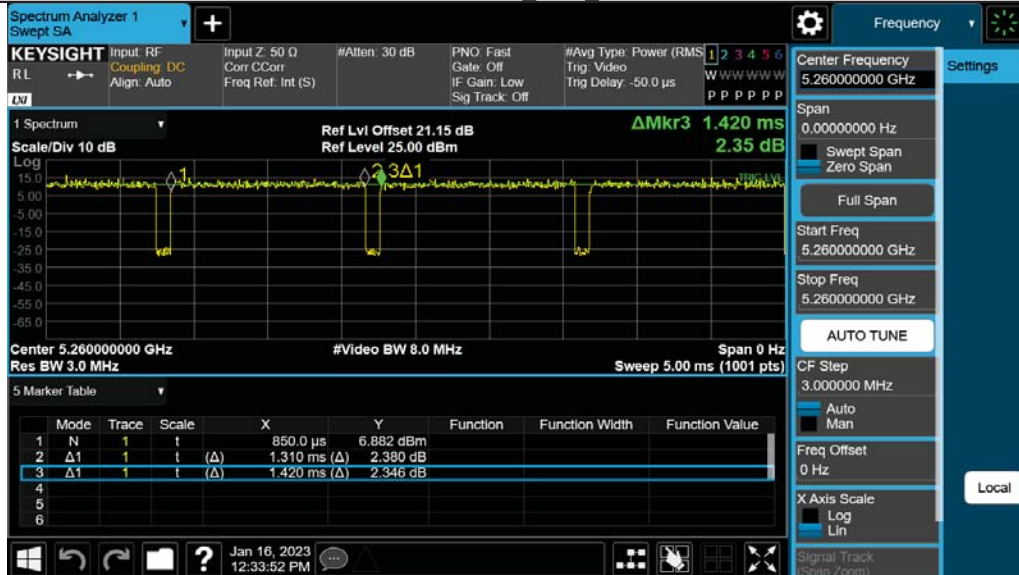 Spectrum Analyzer 1
Swept SA
Frequency
KEYSIGHT
RL
LXI
Input: RF
Coupling: DC
Align: Auto
Input Z: 50 Ω
Corr CCorr
Freq Ref: Int (S)
#Atten: 30 dB
PNO: Fast
Gate: Off
IF Gain: Low
Sig Track: Off
#Avg Type: Power (RMS
Trig: Video
Trig Delay: -50.0 µs
1 2 3 4 5 6
W W W W W W
P P P P P P
1 Spectrum
Scale/Div 10 dB
Ref Lvl Offset 21.15 dB
Ref Level 25.00 dBm
ΔMkr3 1.420 ms
2.35 dB
Log
15.0
5.00
-5.00
-15.0
-25.0
-35.0
-45.0
-55.0
-65.0
1
2 3Δ1
TRIG LVL
Center 5.260000000 GHz
#Video BW 8.0 MHz
Span 0 Hz
Res BW 3.0 MHz
Sweep 5.00 ms (1001 pts)
5 Marker Table
Mode Trace Scale X Y Function Function Width Function Value
1 N 1 t 850.0 µs 6.882 dBm
2 Δ1 1 t (Δ) 1.310 ms (Δ) 2.380 dB
3 Δ1 1 t (Δ) 1.420 ms (Δ) 2.346 dB
4
5
6
Jan 16, 2023
12:33:52 PM
Center Frequency
5.260000000 GHz
Span
0.00000000 Hz
Swept Span
Zero Span
Full Span
Start Freq
5.260000000 GHz
Stop Freq
5.260000000 GHz
AUTO TUNE
CF Step
3.000000 MHz
Auto
Man
Freq Offset
0 Hz
X Axis Scale
Log
Lin
Signal Track
(Span Zoom)
Settings
Local